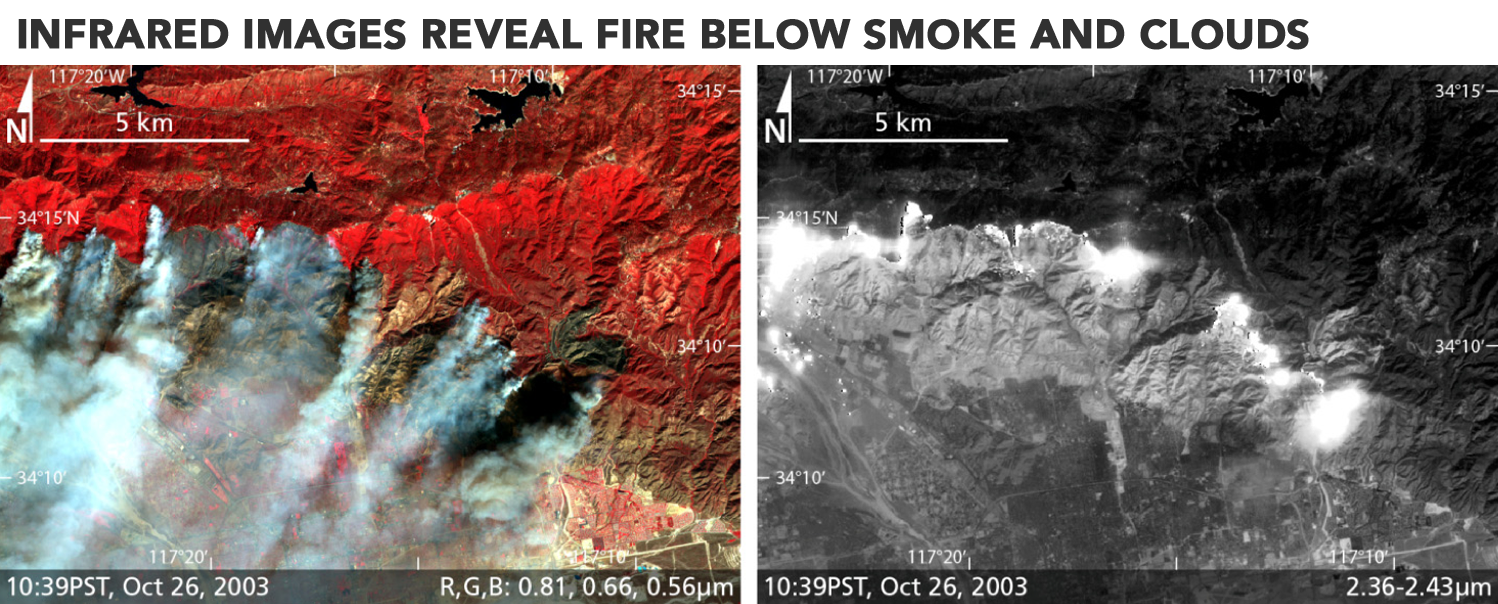 INFRARED IMAGES REVEAL FIRE BELOW SMOKE AND CLOUDS
117°20'W
117°10'
34°15'
5 km
N
34°15'N
34°10'
34°10'
117°20'
117°10'
10:39PST, Oct 26, 2003
R,G,B: 0.81, 0.66, 0.56µm
117°20'W
117°10'
34°15'
5 km
N
34°15'N
34°10'
34°10'
117°20'
117°10'
10:39PST, Oct 26, 2003
2.36-2.43µm